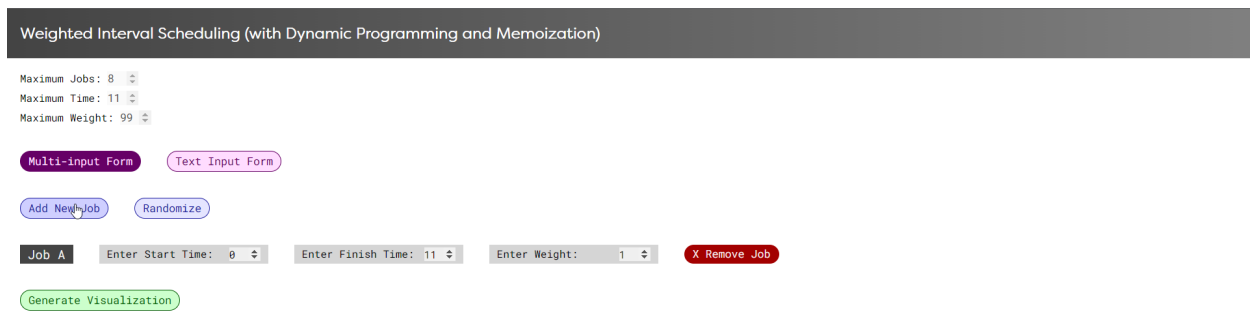 Weighted Interval Scheduling (with Dynamic Programming and Memoization)
Maximum Jobs: 8
Maximum Time: 11
Maximum Weight: 99
Multi-input Form Text Input Form
Add New Job Randomize
Job A Enter Start Time: 0 Enter Finish Time: 11 Enter Weight: 1 X Remove Job
Generate Visualization